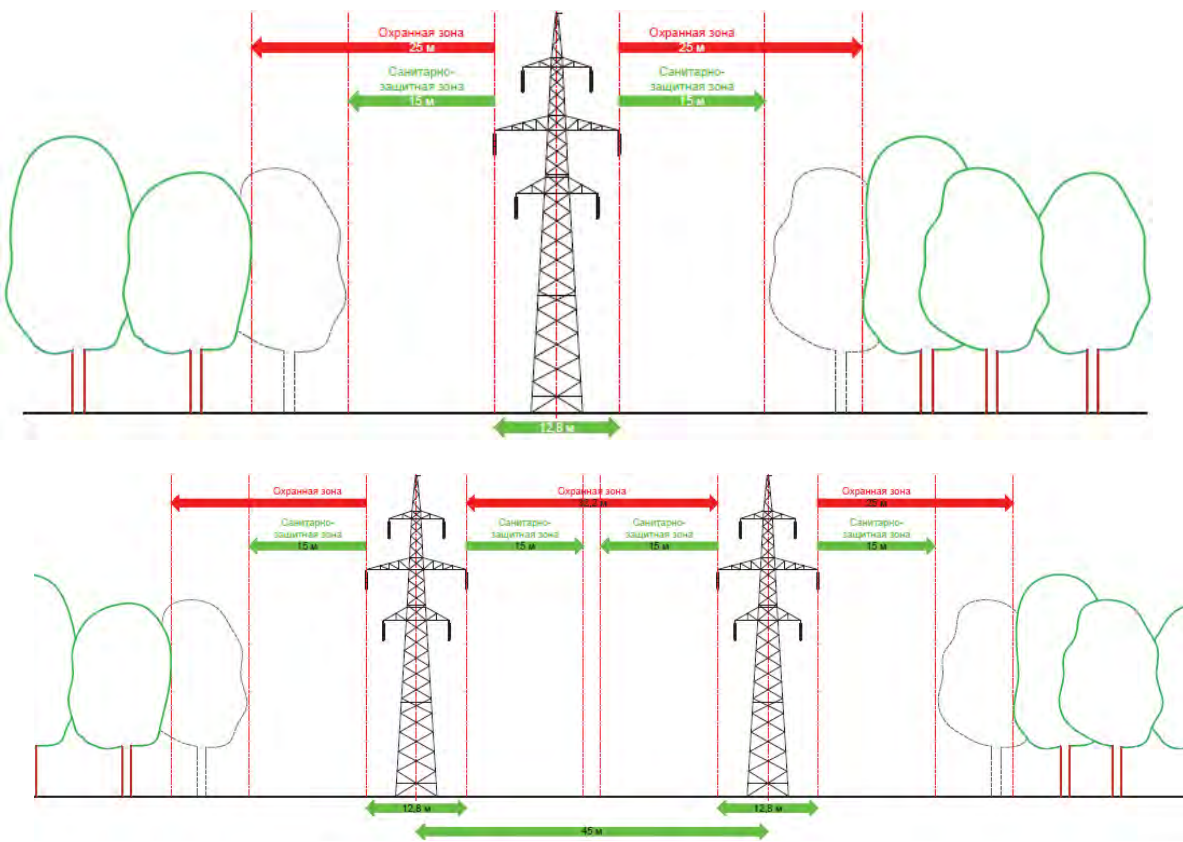 Охранная зона
25 м
Охранная зона
25 м
Санитарно-
защитная зона
15 м
Санитарно-
защитная зона
15 м
12,8 м
Охранная зона
Охранная зона
32,2 м
Охранная зона
25 м
Санитарно-
защитная зона
15 м
Санитарно-
защитная зона
15 м
Санитарно-
защитная зона
15 м
Санитарно-
защитная зона
15 м
12,8 м
12,8 м
45 м